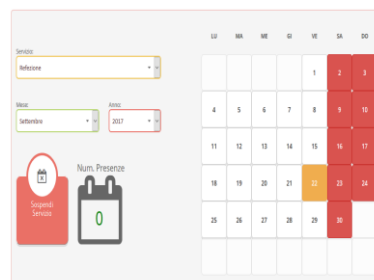 LU MA ME GI VE SA DO
Servizio:
Refezione
1 2 3
Mese: Anno:
Settembre 2017
4 5 6 7 8 9 10
11 12 13 14 15 16 17
Num. Presenze
18 19 20 21 22 23 24
Sospendi
Servizio
0
25 26 27 28 29 30